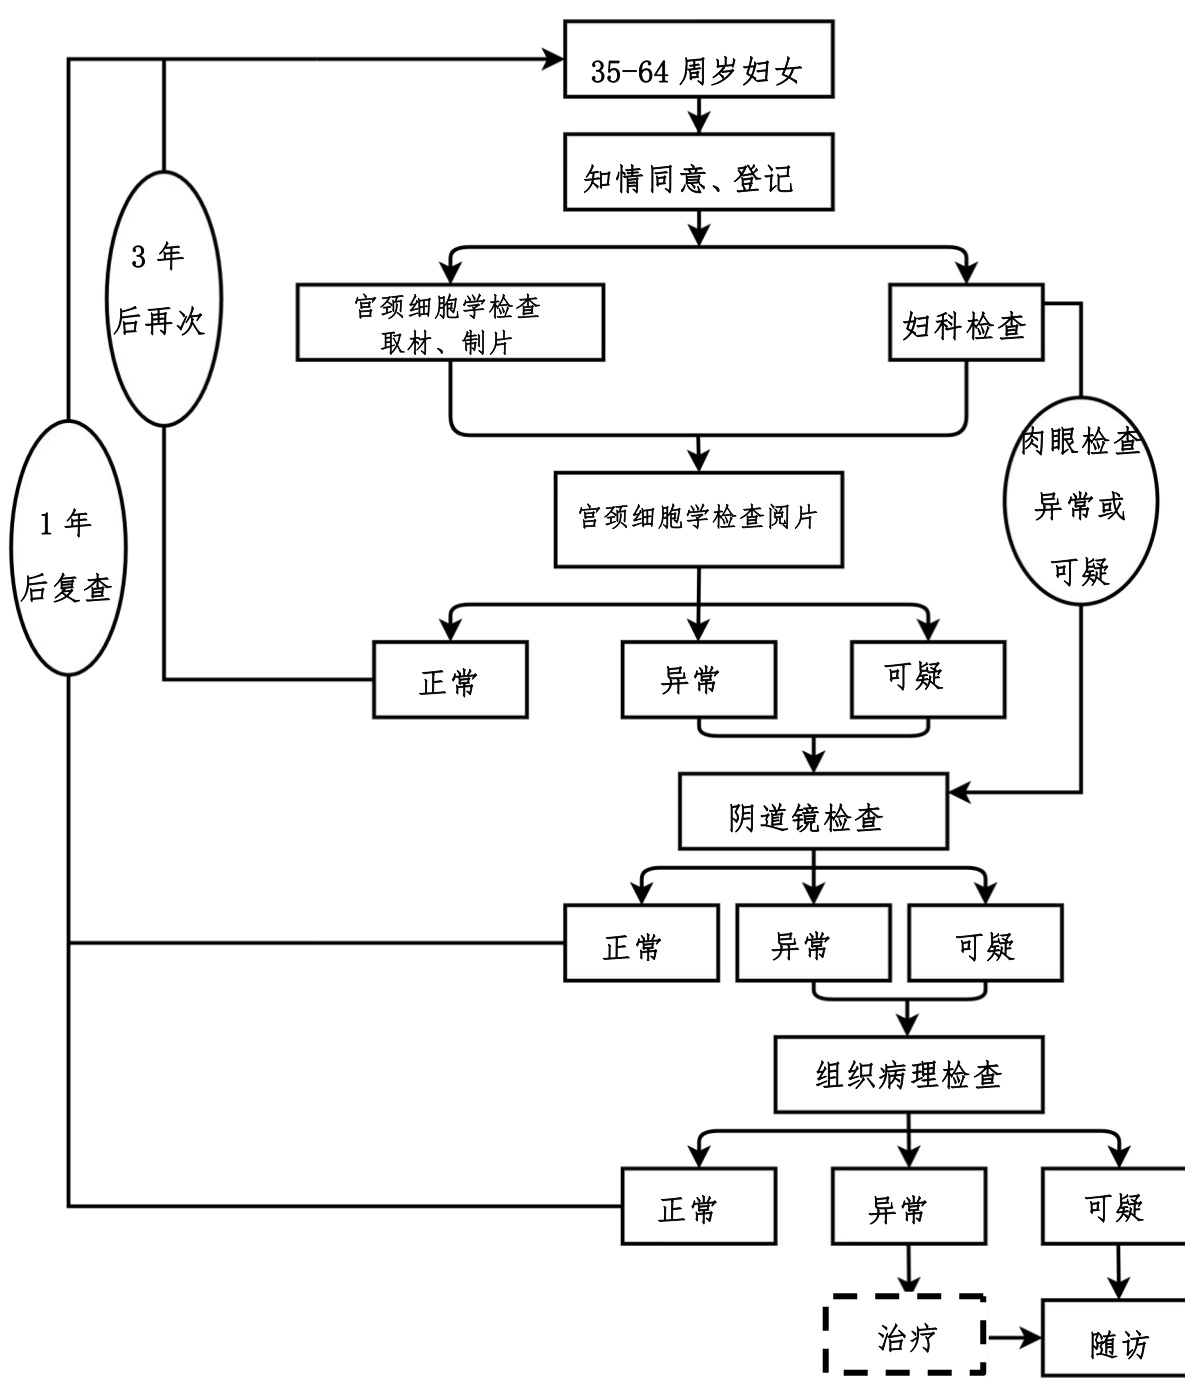 35-64 周岁妇女
知情同意、登记
3 年
后再次
宫颈细胞学检查
取材、制片
妇科检查
肉眼检查
异常或
可疑
1 年
后复查
宫颈细胞学检查阅片
正常
异常
可疑
阴道镜检查
正常
异常
可疑
组织病理检查
正常
异常
可疑
治疗
随访